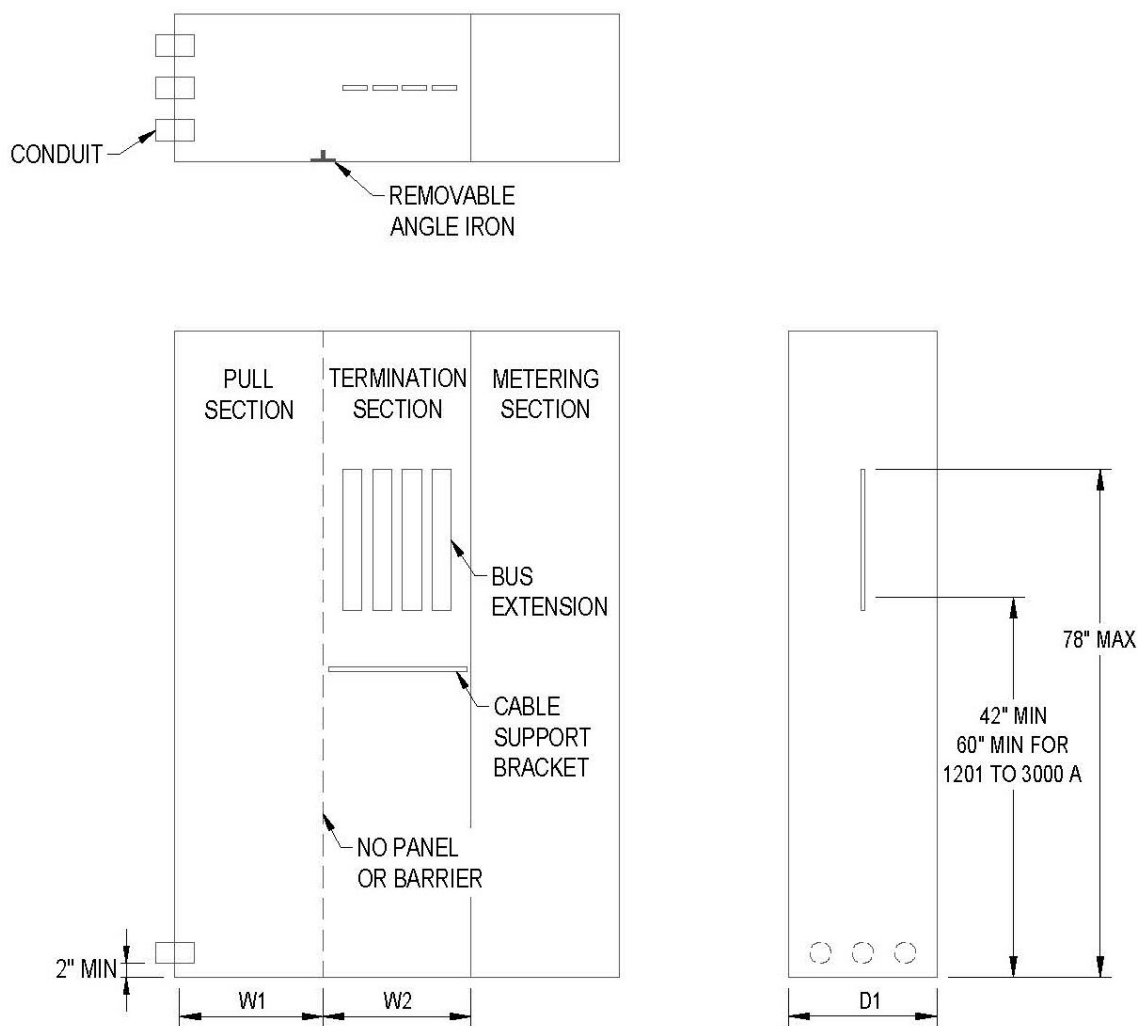 CONDUIT
REMOVABLE
ANGLE IRON
PULL
SECTION
TERMINATION
SECTION
METERING
SECTION
BUS
EXTENSION
CABLE
SUPPORT
BRACKET
NO PANEL
OR BARRIER
2" MIN
W1
W2
78" MAX
42" MIN
60" MIN FOR
1201 TO 3000 A
D1